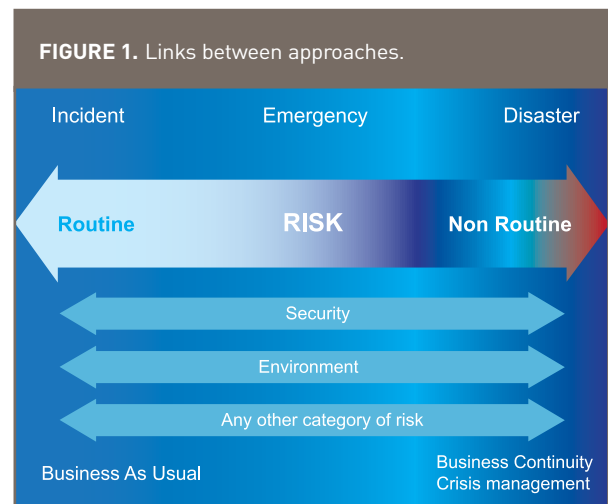 FIGURE 1. Links between approaches.
Incident Emergency Disaster
Routine RISK Non Routine
Security
Environment
Any other category of risk
Business As Usual
Business Continuity
Crisis management